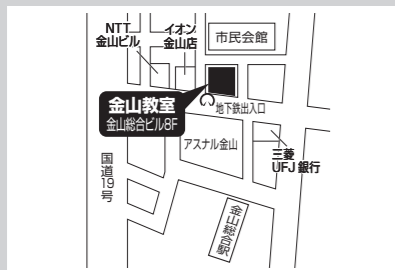 NTT
金山ビル
イオン
金山店
市民会館
金山教室
金山総合ビル8F
地下鉄出入口
アスナル金山
三菱
UFJ 銀行
国道19号
金山総合駅